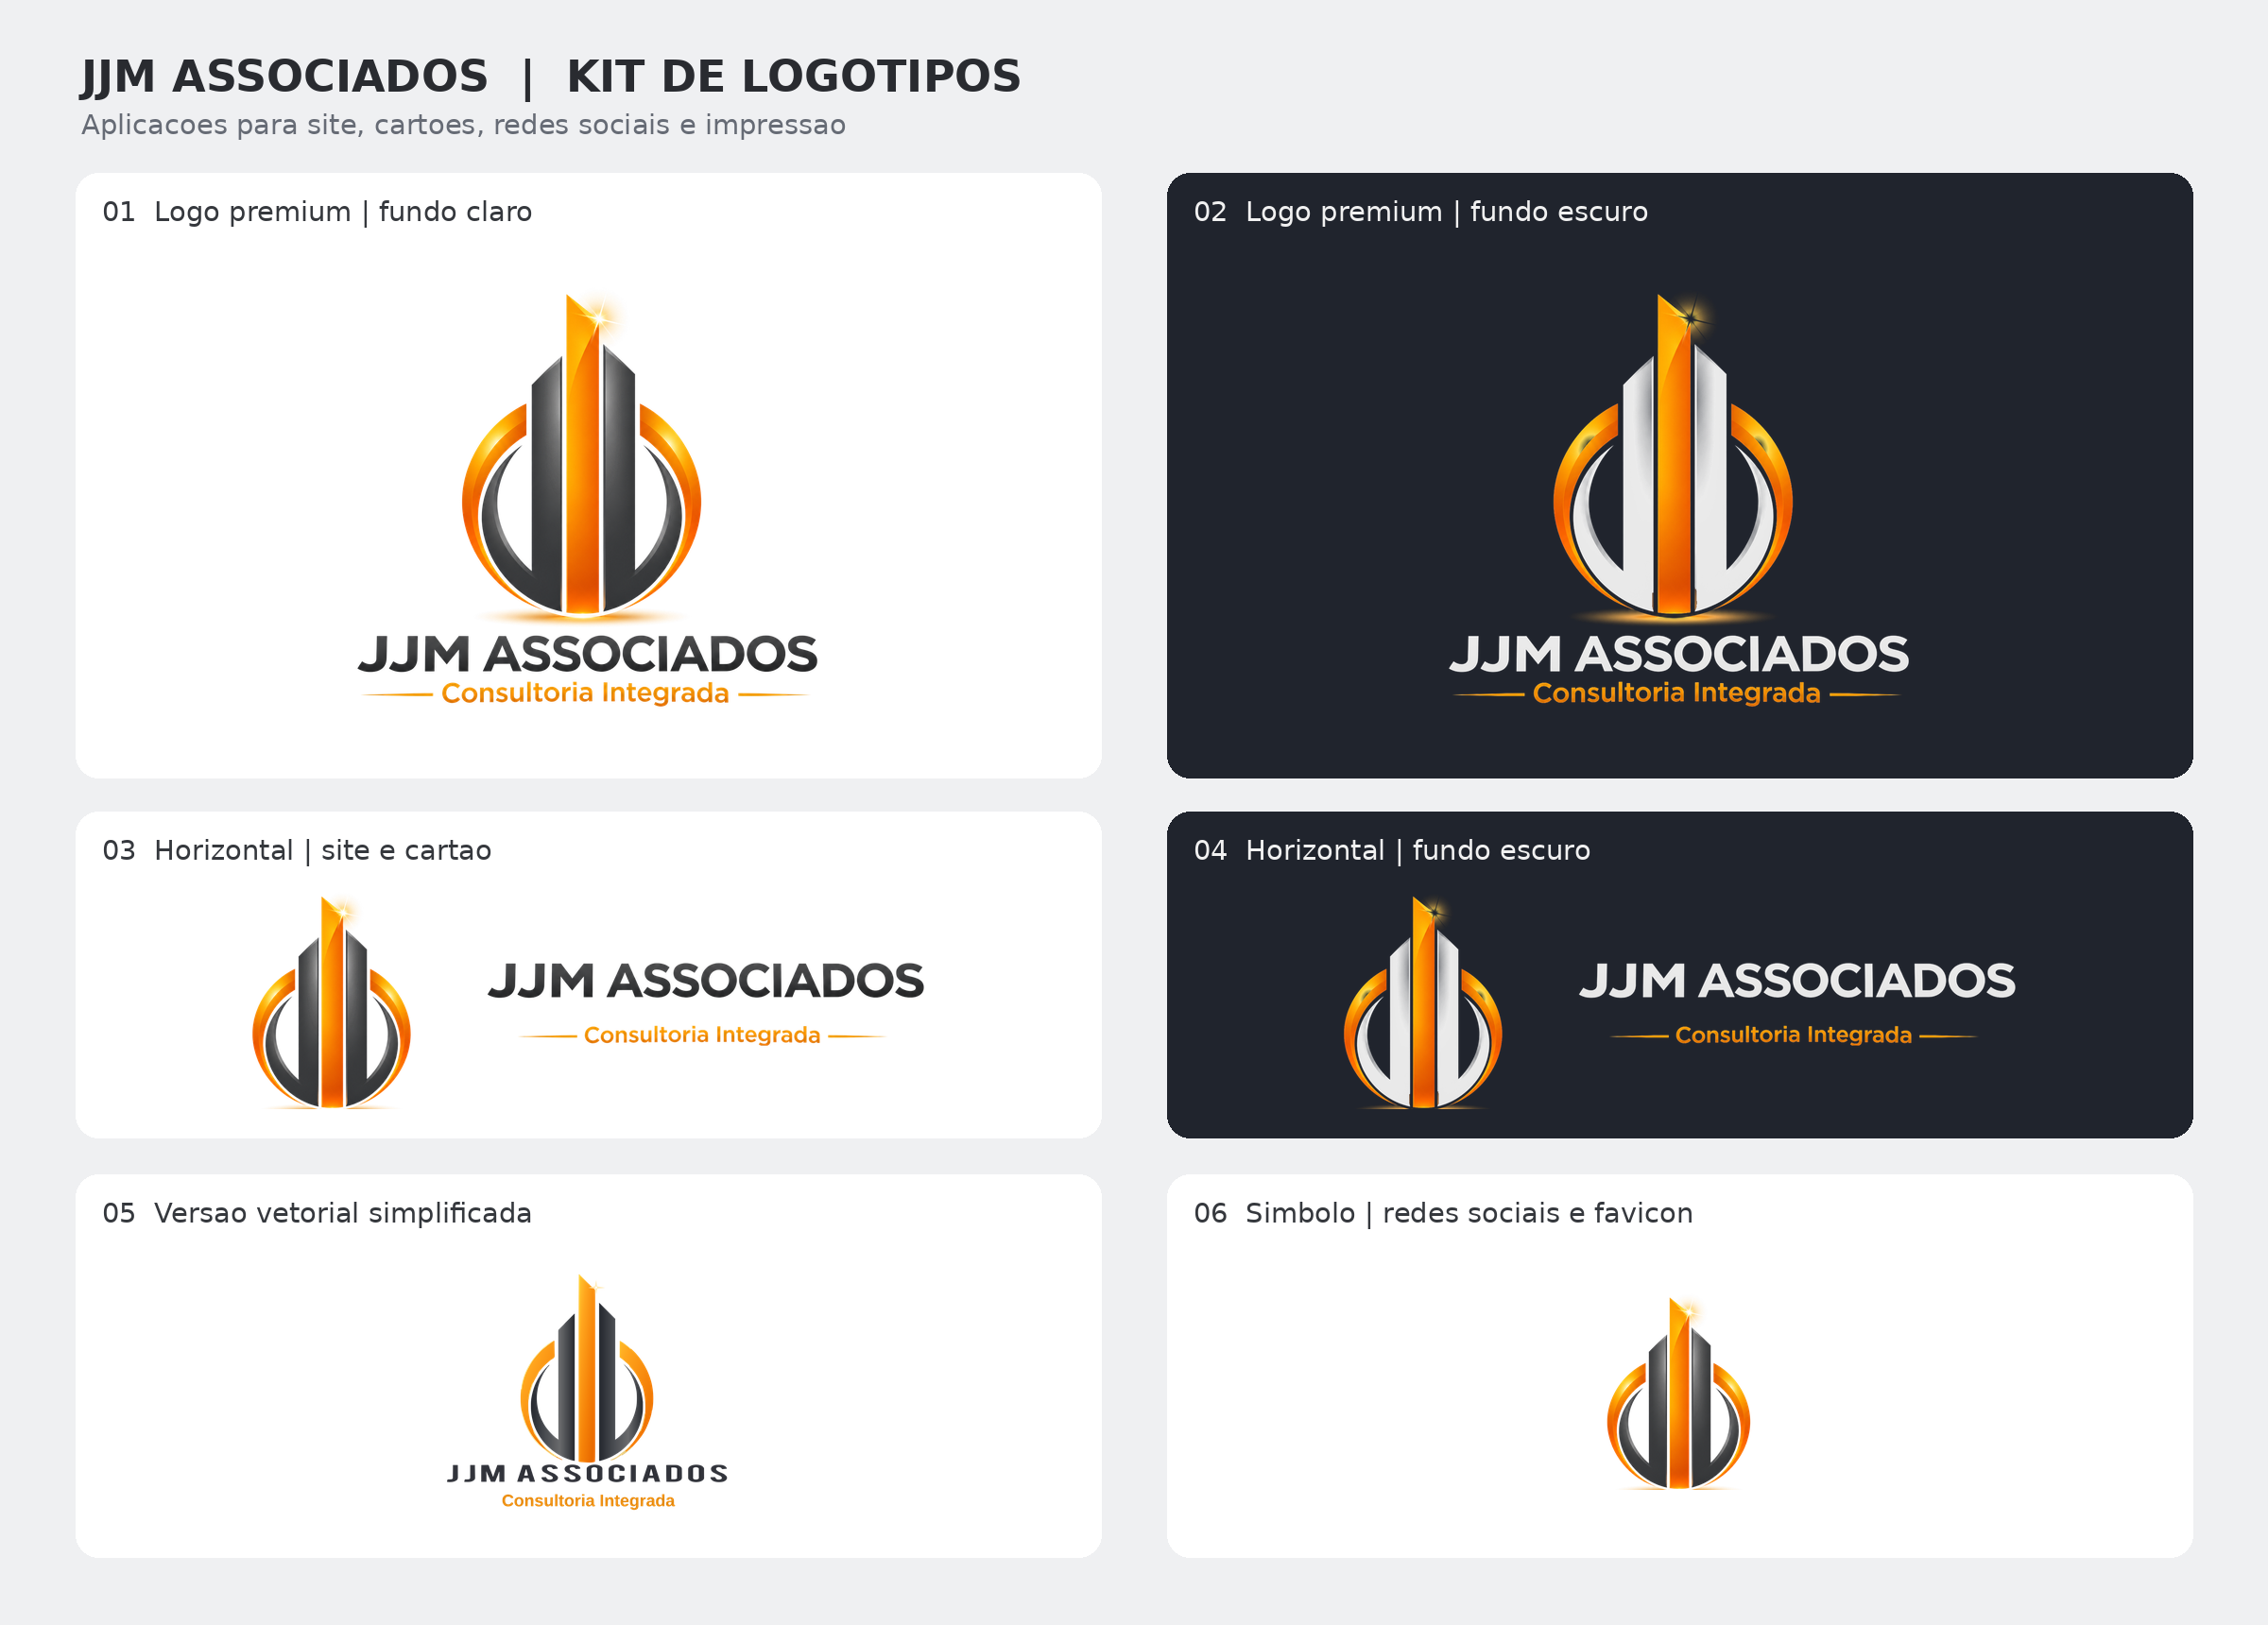 JJM ASSOCIADOS | KIT DE LOGOTIPOS
Aplicacoes para site, cartoes, redes sociais e impressao
01 Logo premium | fundo claro
JJM ASSOCIADOS
Consultoria Integrada
02 Logo premium | fundo escuro
JJM ASSOCIADOS
Consultoria Integrada
03 Horizontal | site e cartao
JJM ASSOCIADOS
Consultoria Integrada
04 Horizontal | fundo escuro
JJM ASSOCIADOS
Consultoria Integrada
05 Versao vetorial simplificada
JJM ASSOCIADOS
Consultoria Integrada
06 Simbolo | redes sociais e favicon